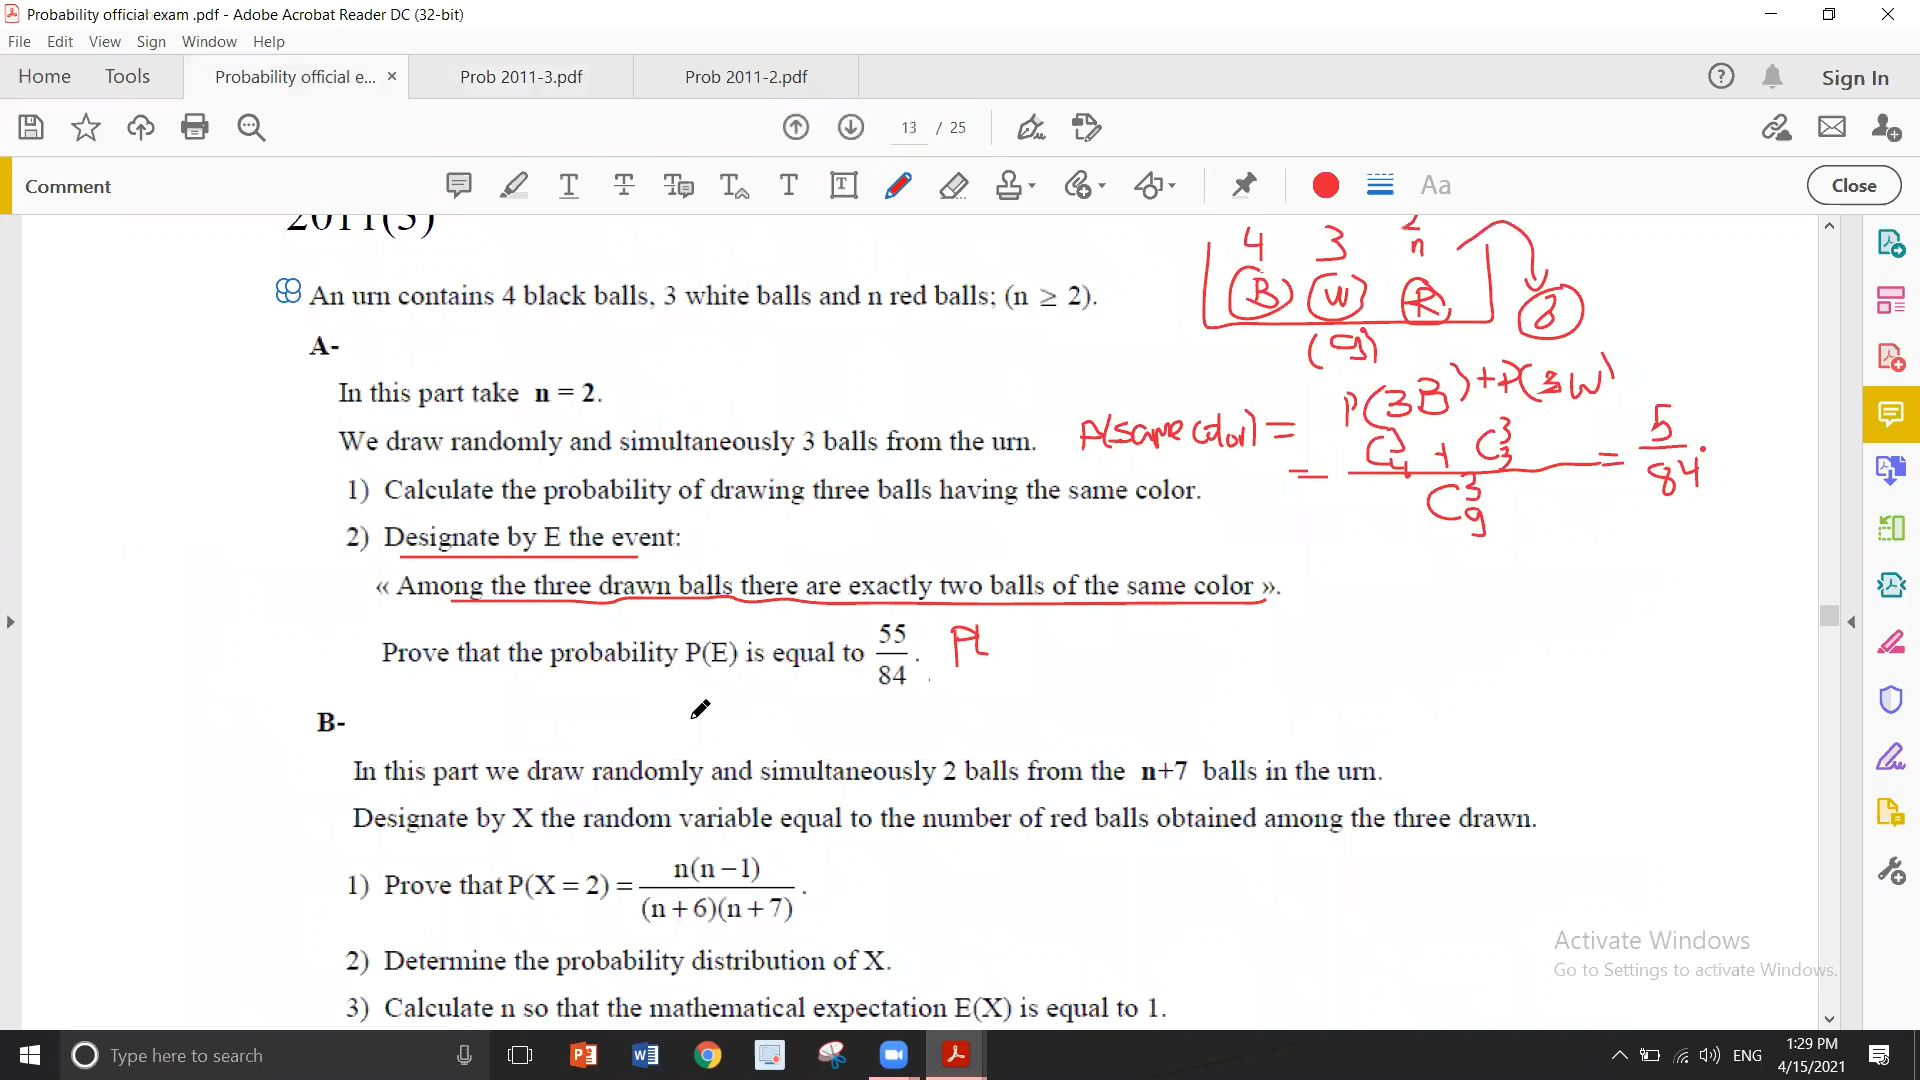 Probability official exam .pdf - Adobe Acrobat Reader DC (32-bit)
File Edit View Sign Window Help
Home Tools Probability official e... × Prob 2011-3.pdf Prob 2011-2.pdf Sign In
13 / 25
Comment Aa Close
2011(3)
An urn contains 4 black balls, 3 white balls and n red balls; (n ≥ 2).
A-
In this part take n = 2.
We draw randomly and simultaneously 3 balls from the urn.
1) Calculate the probability of drawing three balls having the same color.
2) Designate by E the event:
« Among the three drawn balls there are exactly two balls of the same color ».
Prove that the probability P(E) is equal to 55/84 .
B-
In this part we draw randomly and simultaneously 2 balls from the n+7 balls in the urn.
Designate by X the random variable equal to the number of red balls obtained among the three drawn.
1) Prove that P(X = 2) = n(n−1)/(n+6)(n+7) .
2) Determine the probability distribution of X.
3) Calculate n so that the mathematical expectation E(X) is equal to 1.
4 3 2 n
B W R 3
(9)
P(same color) = P(3B) + P(3W)
= C³₄ + C³₃ / C³₉ = 5/84.
Activate Windows
Go to Settings to activate Windows.
Type here to search
ENG
1:29 PM
4/15/2021